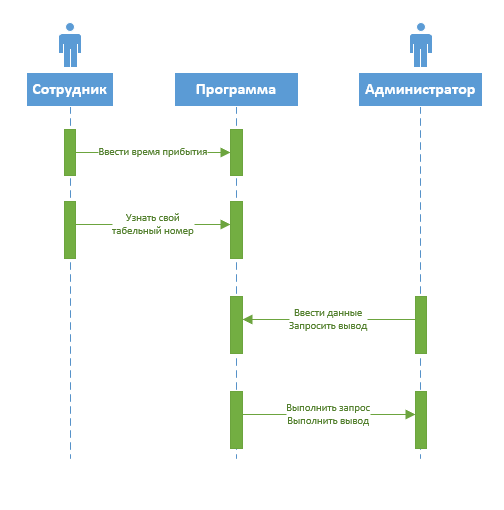 Сотрудник
Программа
Администратор
Ввести время прибытия
Узнать свой
табельный номер
Ввести данные
Запросить вывод
Выполнить запрос
Выполнить вывод